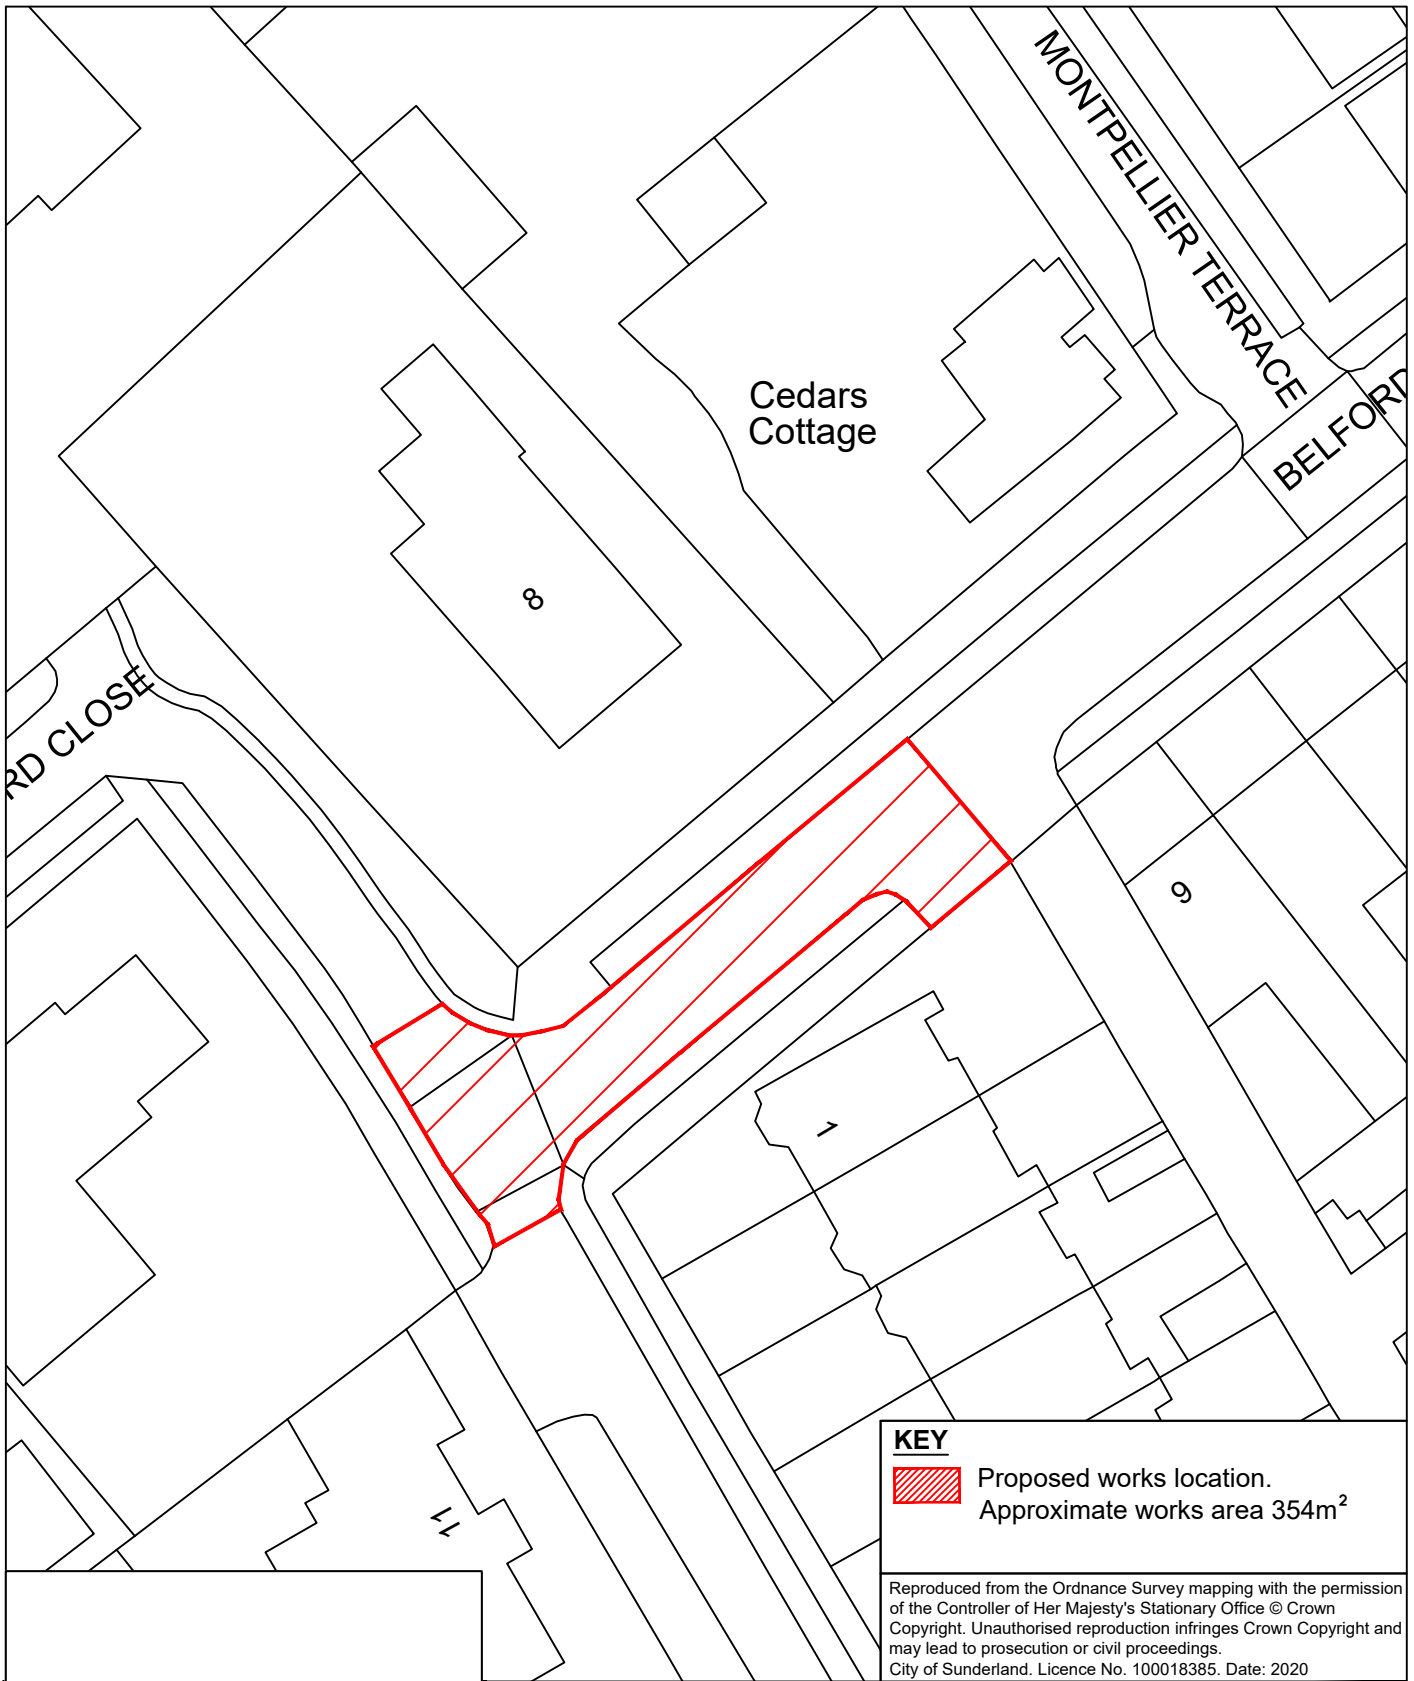 MONTPELLIER TERRACE
Cedars
Cottage
BELFORD
8
RD CLOSE
9
1
11
KEY
Proposed works location.
Approximate works area 354m²
Reproduced from the Ordnance Survey mapping with the permission
of the Controller of Her Majesty's Stationary Office © Crown
Copyright. Unauthorised reproduction infringes Crown Copyright and
may lead to prosecution or civil proceedings.
City of Sunderland. Licence No. 100018385. Date: 2020